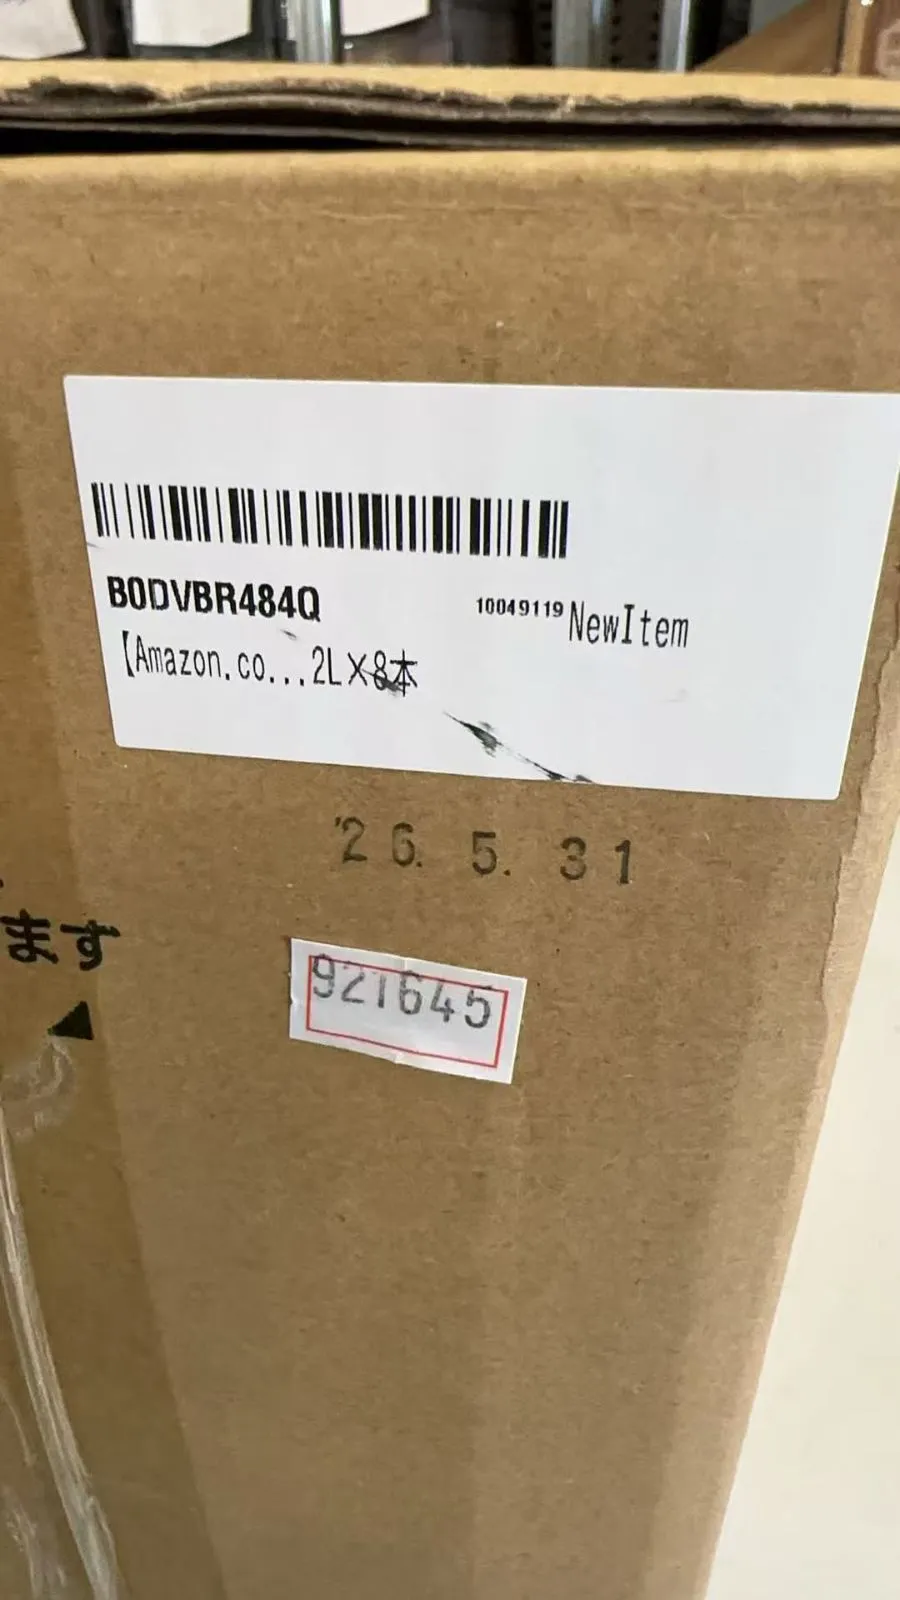 B0DVBR484Q
10049119 NewItem
【Amazon.co...2L×8本
'26. 5. 31
ます
921645